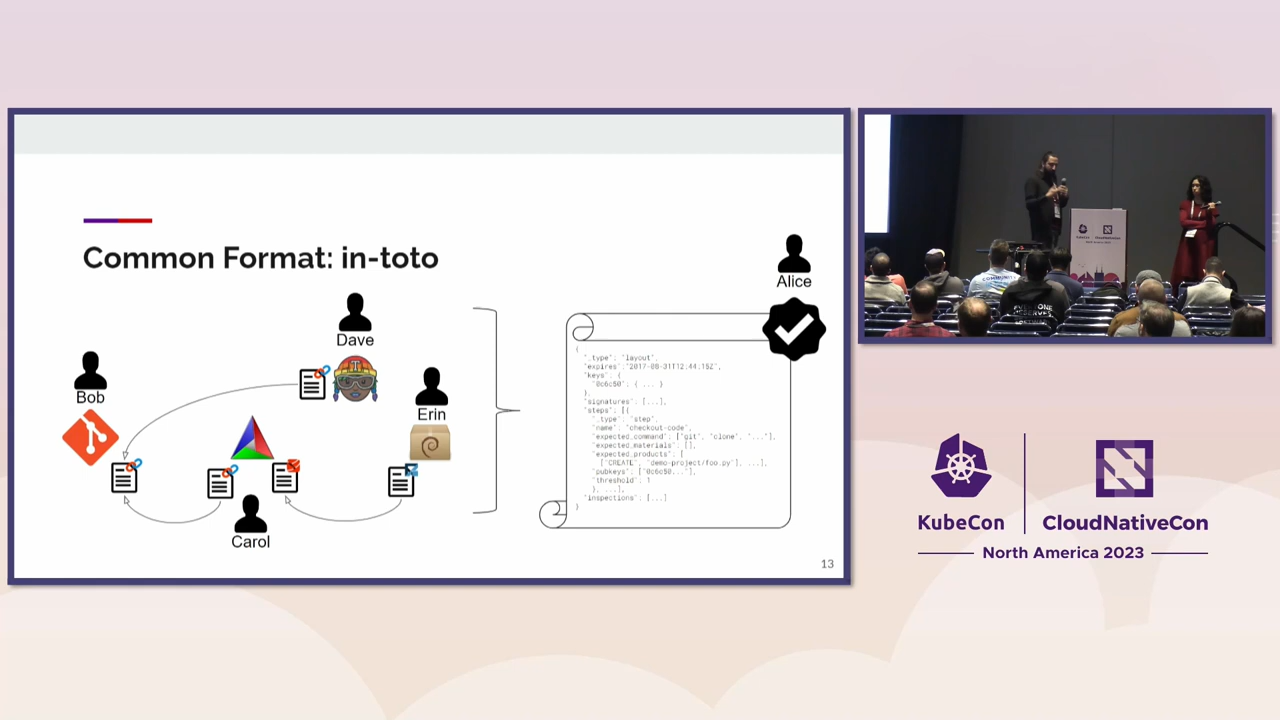 Common Format: in-toto
Dave
Bob
Erin
Carol
Alice
{
"_type": "layout",
"expires":"2017-08-31T12:44:15Z",
"keys": {
"0c6c50": { ... }
},
"signatures": [...],
"steps": [{
"_type": "step",
"name": "checkout-code",
"expected_command": ["git", "clone", "..."],
"expected_materials": [],
"expected_products": [
["CREATE", "demo-project/foo.py"], ...],
"pubkeys": ["0c6c50..."],
"threshold": 1
}, ...],
"inspections": [...]
}
13
KubeCon
CloudNativeCon
North America 2023